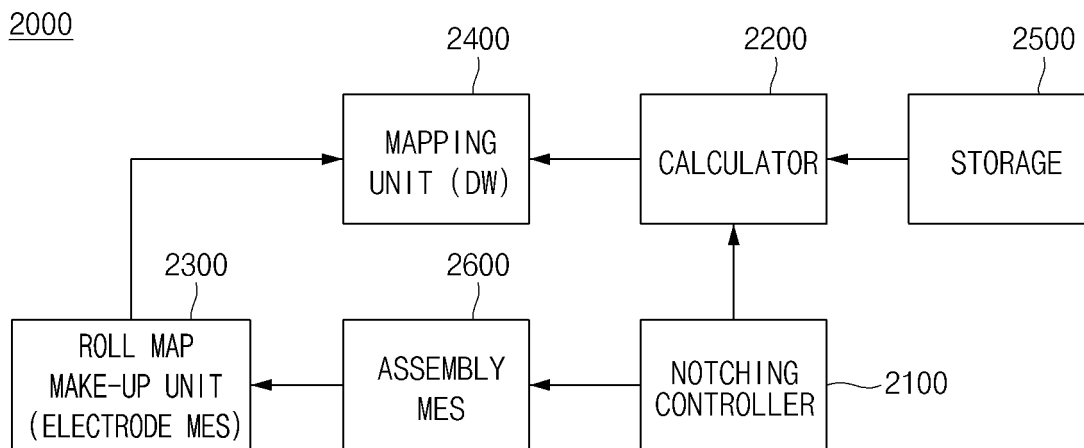 2000
2400
2200
2500
MAPPING
UNIT (DW)
CALCULATOR
STORAGE
2300
2600
ROLL MAP
MAKE-UP UNIT
(ELECTRODE MES)
ASSEMBLY
MES
NOTCHING
CONTROLLER
2100